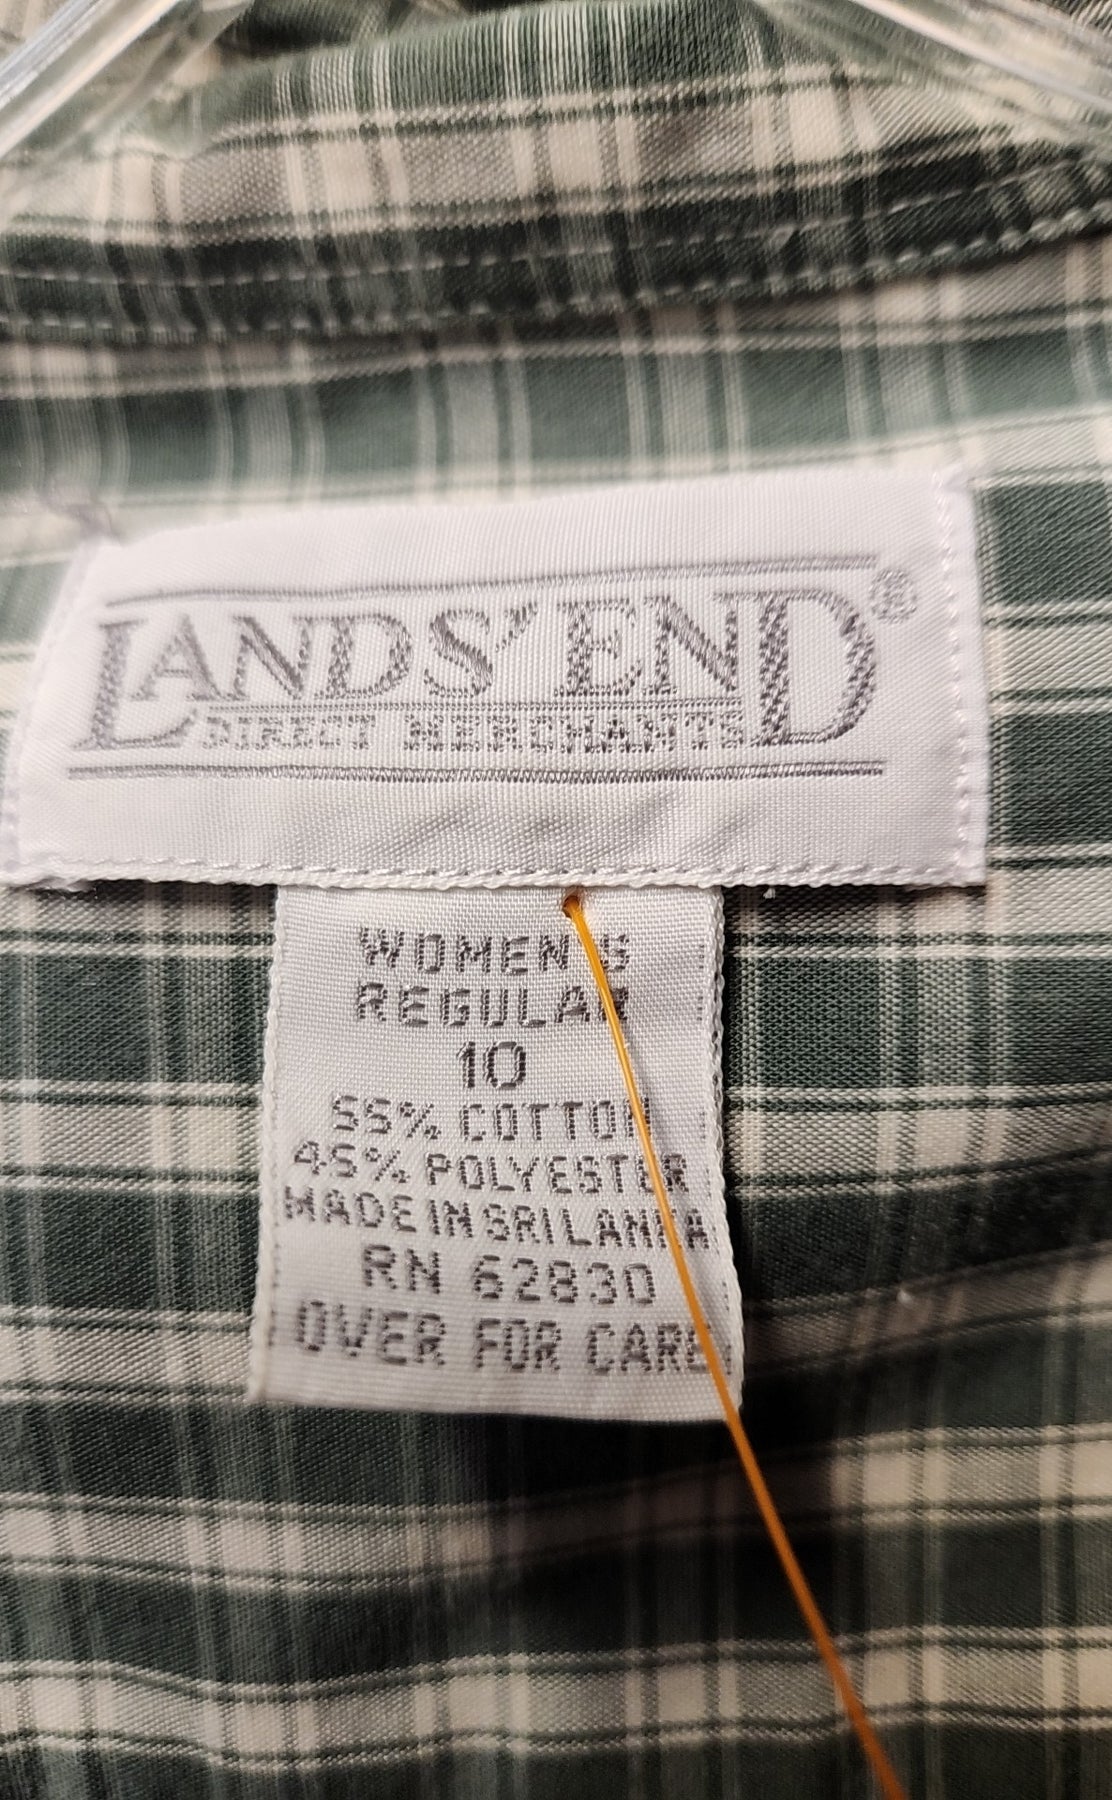 LANDS' END®
DIRECT MERCHANTS
WOMEN'S
REGULAR
10
55% COTTON
45% POLYESTER
MADE IN SRI LANKA
RN 62830
OVER FOR CARE